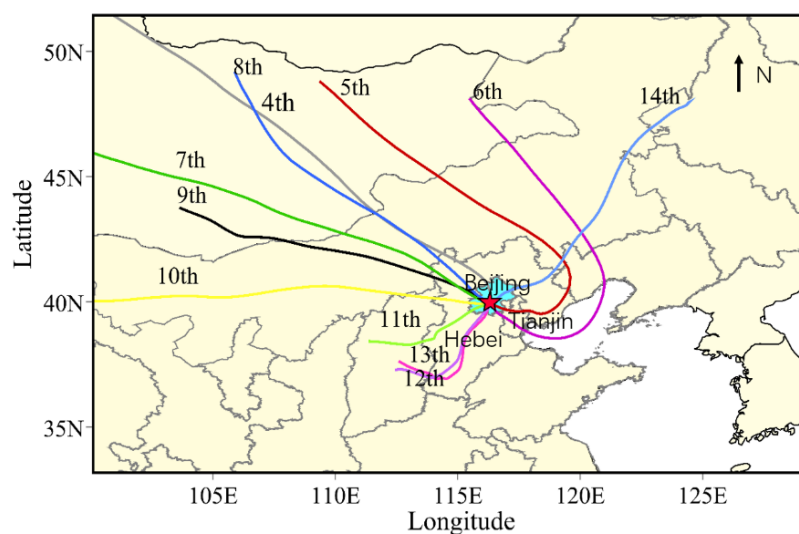 50N
45N
40N
35N
Latitude
8th
4th
5th
6th
14th
N
7th
9th
10th
Beijing
11th
Tianjin
Hebei
13th
12th
105E
110E
115E
120E
125E
Longitude